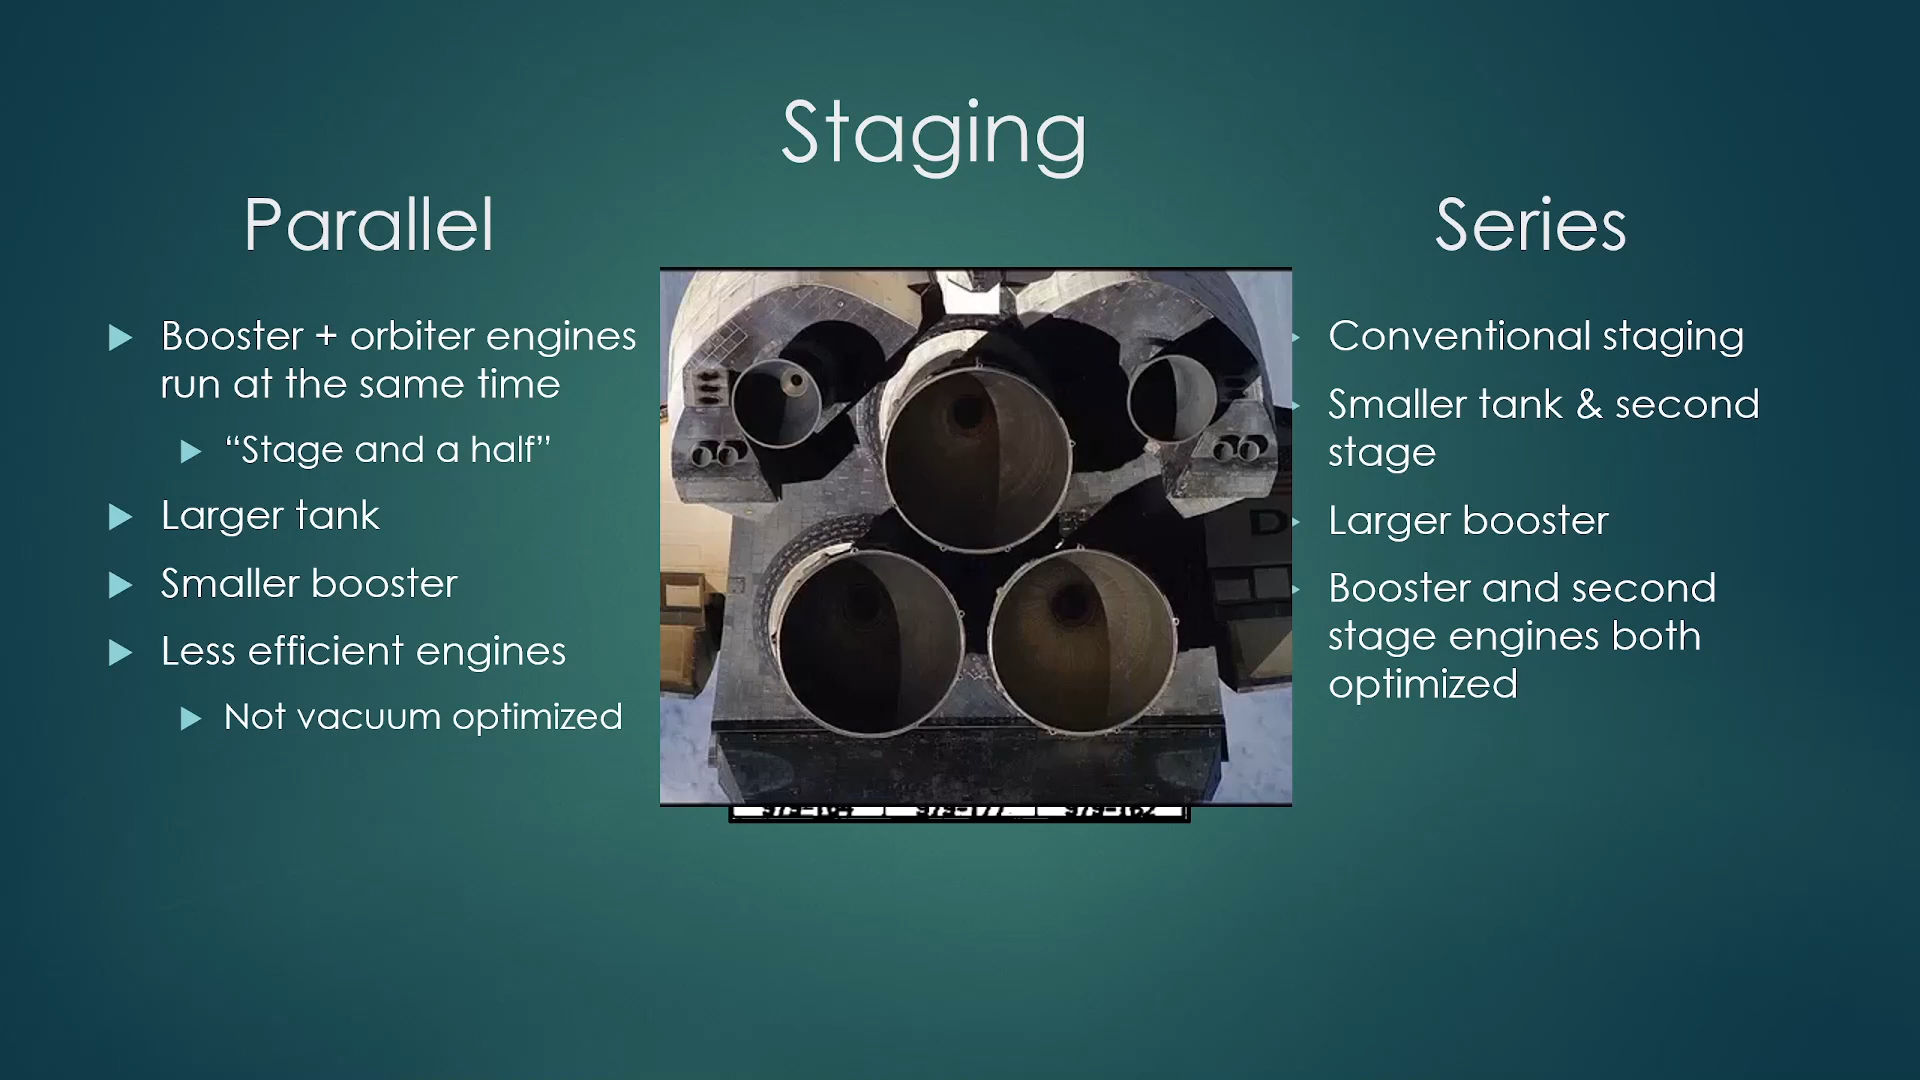 Staging
Parallel
Booster + orbiter engines
run at the same time
“Stage and a half”
Larger tank
Smaller booster
Less efficient engines
Not vacuum optimized
Series
Conventional staging
Smaller tank & second
stage
Larger booster
Booster and second
stage engines both
optimized
D